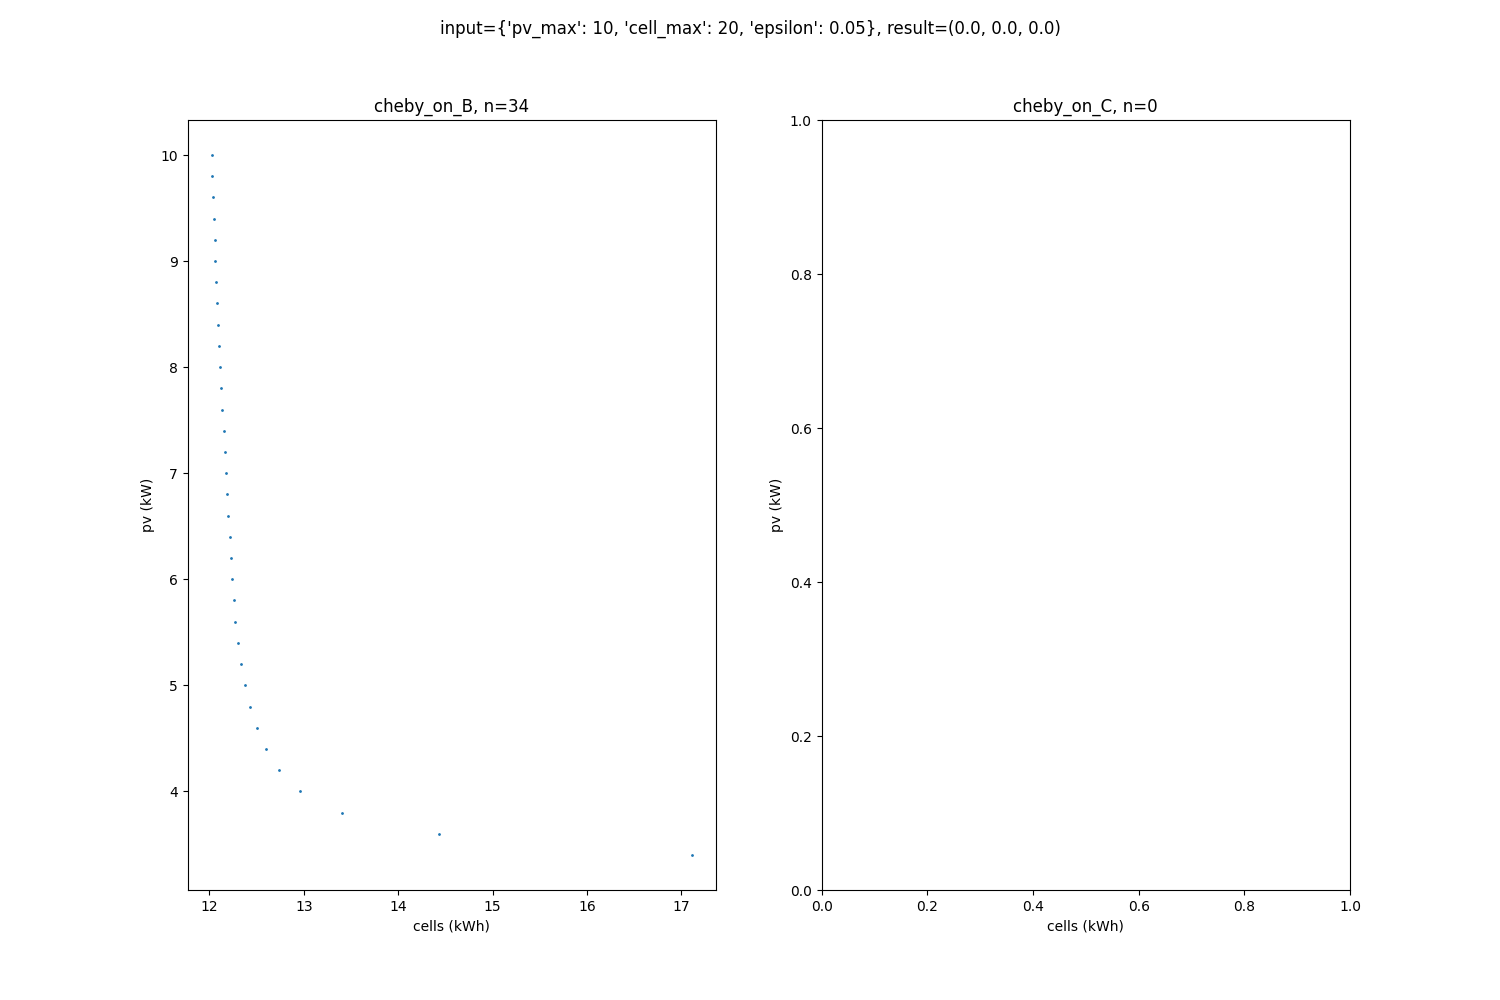 input={'pv_max': 10, 'cell_max': 20, 'epsilon': 0.05}, result=(0.0, 0.0, 0.0)
cheby_on_B, n=34
10
9
8
7
6
5
4
pv (kW)
12 13 14 15 16 17
cells (kWh)
cheby_on_C, n=0
1.0
0.8
0.6
0.4
0.2
0.0
pv (kW)
0.0 0.2 0.4 0.6 0.8 1.0
cells (kWh)